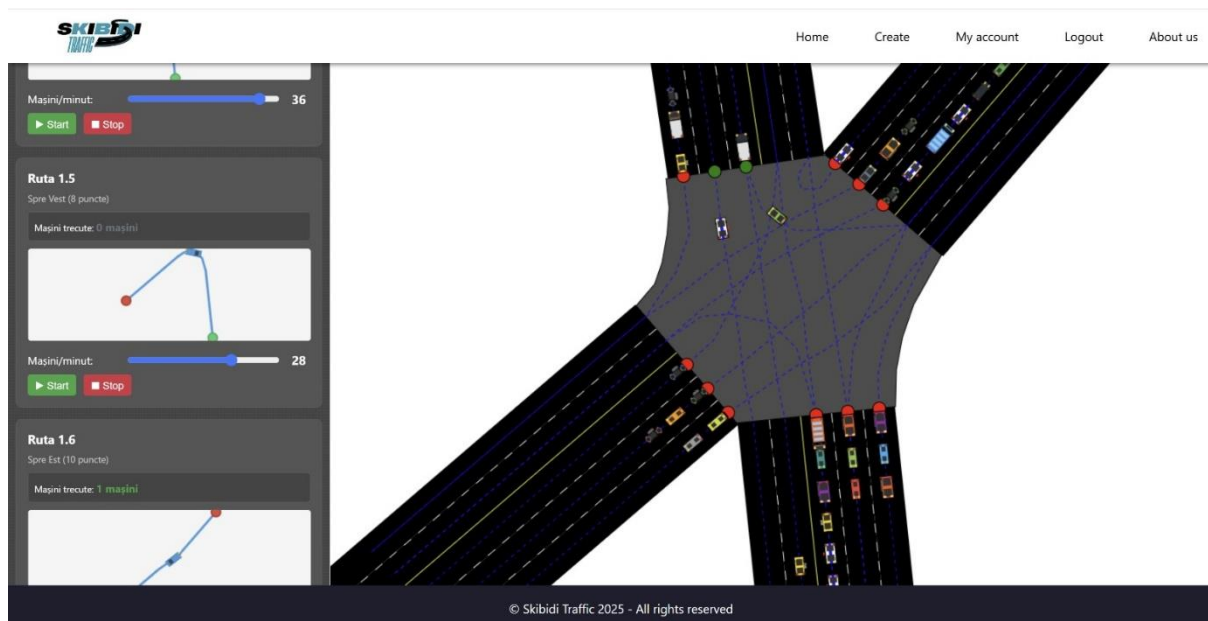 SKIBIDI
TRAFFIC
Home Create My account Logout About us
Mașini/minut: 36
Start Stop
Ruta 1.5
Spre Vest (8 puncte)
Mașini trecute: 0 mașini
Mașini/minut: 28
Start Stop
Ruta 1.6
Spre Est (10 puncte)
Mașini trecute: 1 mașini
© Skibidi Traffic 2025 - All rights reserved